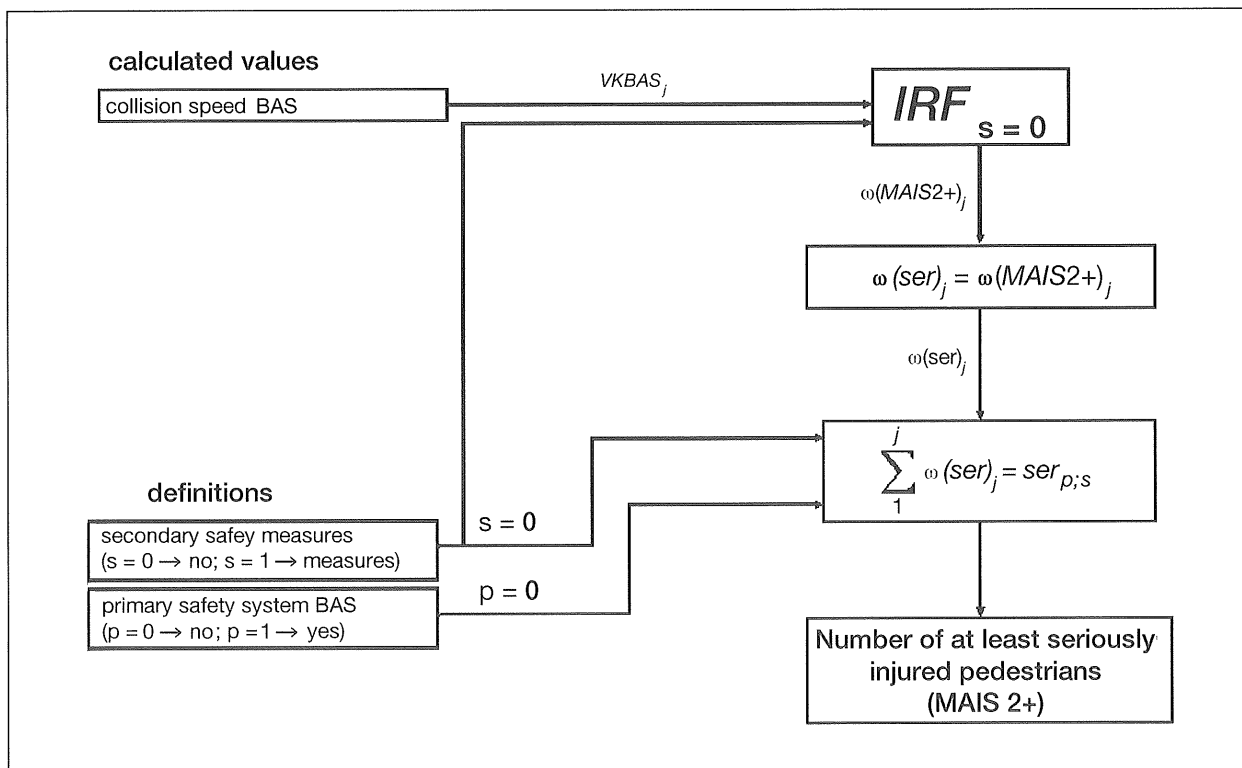 calculated values
collision speed BAS
VKBAS_j
IRF s = 0
ω(MAIS2+)_j
ω (ser)_j = ω(MAIS2+)_j
ω(ser)_j
j
∑ ω (ser)_j = ser_p;s
1
definitions
secondary safey measures
(s = 0 → no; s = 1 → measures)
s = 0
primary safety system BAS
(p = 0 → no; p = 1 → yes)
p = 0
Number of at least seriously
injured pedestrians
(MAIS 2+)